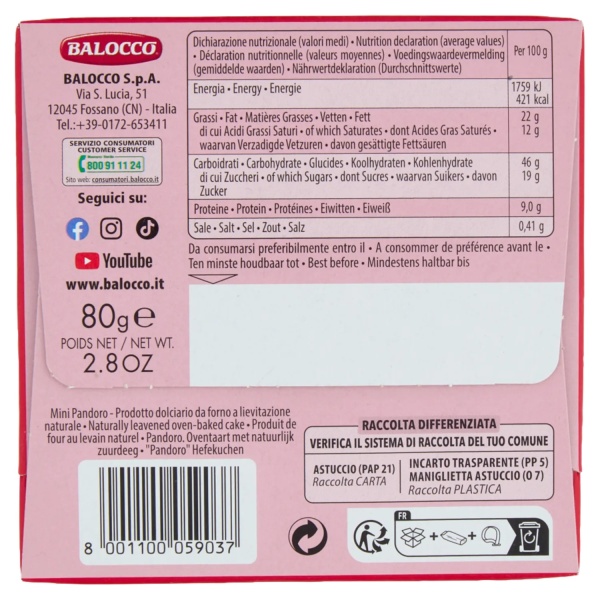 BALOCCO
BALOCCO S.p.A.
Via S. Lucia, 51
12045 Fossano (CN) - Italia
Tel.:+39-0172-653411
SERVIZIO CONSUMATORI
CUSTOMER SERVICE
Numero Verde
800 91 11 24
Sito web: consumatori.balocco.it
Seguici su:
YouTube
www.balocco.it
80g e
POIDS NET / NET WT.
2.8 OZ
Dichiarazione nutrizionale (valori medi) • Nutrition declaration (average values)
• Déclaration nutritionnelle (valeurs moyennes) • Voedingswaardevermelding
(gemiddelde waarden) • Nährwertdeklaration (Durchschnittswerte)
Per 100 g
Energia • Energy • Energie
1759 kJ
421 kcal
Grassi • Fat • Matières Grasses • Vetten • Fett
22 g
di cui Acidi Grassi Saturi • of which Saturates • dont Acides Gras Saturés •
12 g
waarvan Verzadigde Vetzuren • davon gesättigte Fettsäuren
Carboidrati • Carbohydrate • Glucides • Koolhydraten • Kohlenhydrate
46 g
di cui Zuccheri • of which Sugars • dont Sucres • waarvan Suikers • davon
19 g
Zucker
Proteine • Protein • Protéines • Eiwitten • Eiweiß
9,0 g
Sale • Salt • Sel • Zout • Salz
0,41 g
Da consumarsi preferibilmente entro il • A consommer de préférence avant le •
Ten minste houdbaar tot • Best before • Mindestens haltbar bis
Mini Pandoro - Prodotto dolciario da forno a lievitazione
naturale • Naturally leavened oven-baked cake • Produit de
four au levain naturel • Pandoro. Oventaart met natuurlijk
zuurdeeg • "Pandoro" Hefekuchen
8 001100 059037
RACCOLTA DIFFERENZIATA
VERIFICA IL SISTEMA DI RACCOLTA DEL TUO COMUNE
ASTUCCIO (PAP 21)
Raccolta CARTA
INCARTO TRASPARENTE (PP 5)
MANIGLIETTA ASTUCCIO (O 7)
Raccolta PLASTICA
FR
+
+